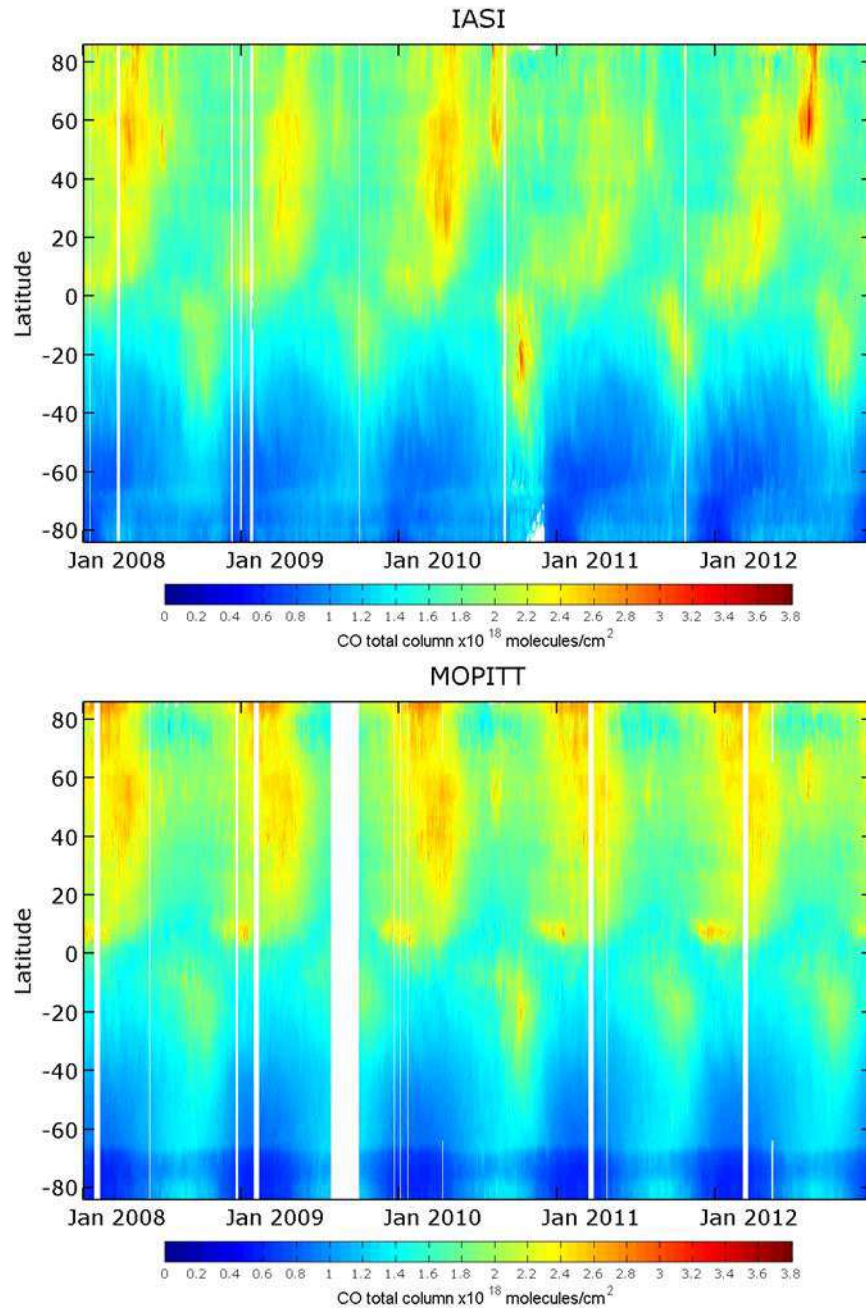 IASI
80
60
40
20
0
-20
-40
-60
-80
Latitude
Jan 2008 Jan 2009 Jan 2010 Jan 2011 Jan 2012
0 0.2 0.4 0.6 0.8 1 1.2 1.4 1.6 1.8 2 2.2 2.4 2.6 2.8 3 3.2 3.4 3.6 3.8
CO total column x10 18 molecules/cm2
MOPITT
80
60
40
20
0
-20
-40
-60
-80
Latitude
Jan 2008 Jan 2009 Jan 2010 Jan 2011 Jan 2012
0 0.2 0.4 0.6 0.8 1 1.2 1.4 1.6 1.8 2 2.2 2.4 2.6 2.8 3 3.2 3.4 3.6 3.8
CO total column x10 18 molecules/cm2